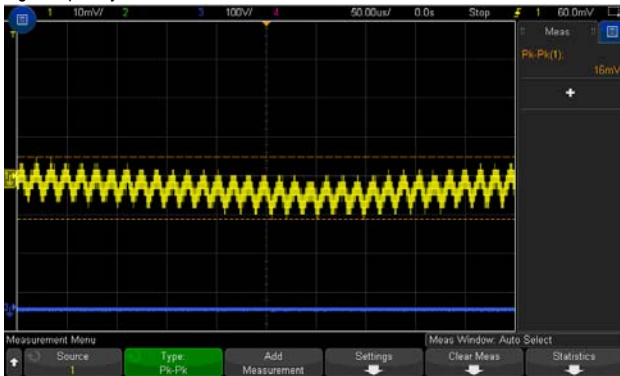 1 10mV/ 2 3 100V/ 4 50.00us/ 0.0s Stop 1 60.0mV
Meas
Pk-Pk(1):
16mV
Measurement Menu
Meas Window: Auto Select
Source
1
Type:
Pk-Pk
Add
Measurement
Settings
Clear Meas
Statistics